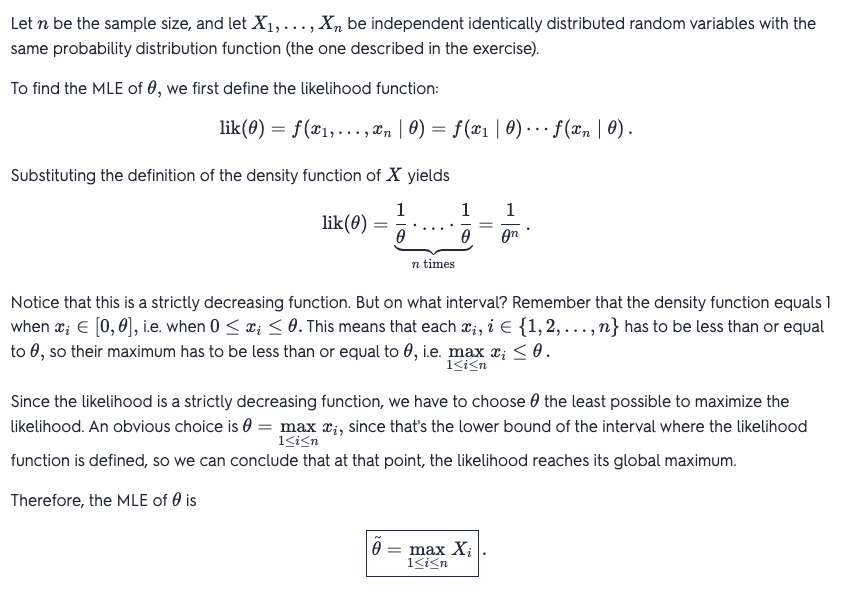 Let n be the sample size, and let X₁, . . . , Xₙ be independent identically distributed random variables with the
same probability distribution function (the one described in the exercise).
To find the MLE of θ, we first define the likelihood function:
lik(θ) = f(x₁, . . . , xₙ | θ) = f(x₁ | θ) · · · f(xₙ | θ) .
Substituting the definition of the density function of X yields
lik(θ) = 1/θ · . . . . · 1/θ = 1/θⁿ .
n times
Notice that this is a strictly decreasing function. But on what interval? Remember that the density function equals 1
when xᵢ ∈ [0, θ], i.e. when 0 ≤ xᵢ ≤ θ. This means that each xᵢ, i ∈ {1, 2, . . . , n} has to be less than or equal
to θ, so their maximum has to be less than or equal to θ, i.e. max xᵢ ≤ θ .
1≤i≤n
Since the likelihood is a strictly decreasing function, we have to choose θ the least possible to maximize the
likelihood. An obvious choice is θ = max xᵢ, since that's the lower bound of the interval where the likelihood
1≤i≤n
function is defined, so we can conclude that at that point, the likelihood reaches its global maximum.
Therefore, the MLE of θ is
θ̃ = max Xᵢ .
1≤i≤n